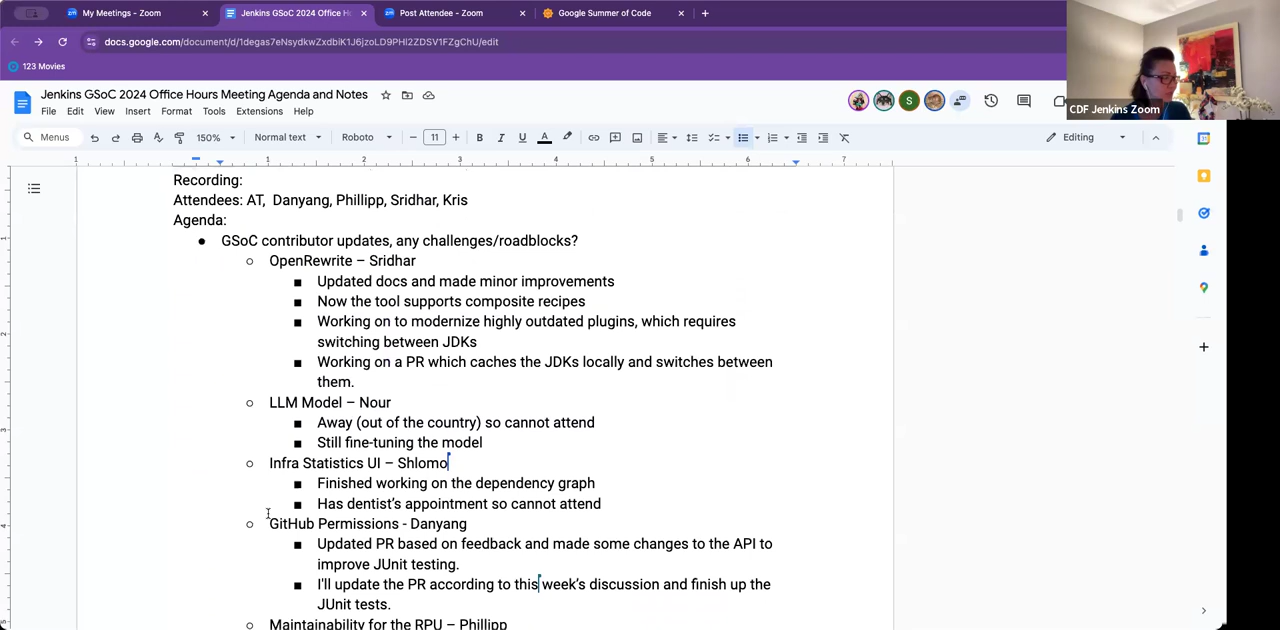 My Meetings - Zoom
Jenkins GSoC 2024 Office H
Post Attendee - Zoom
Google Summer of Code
docs.google.com/document/d/1degas7eNsydkwZxdbiK1J6jzoLD9PHI2ZDSV1FZgChU/edit
123 Movies
CDF Jenkins Zoom
Jenkins GSoC 2024 Office Hours Meeting Agenda and Notes
File Edit View Insert Format Tools Extensions Help
S
Menus 150% Normal text Roboto 11 B I U A Editing
1 1 2 3 4 5 6 7
Recording:
Attendees: AT, Danyang, Phillipp, Sridhar, Kris
Agenda:
● GSoC contributor updates, any challenges/roadblocks?
○ OpenRewrite – Sridhar
■ Updated docs and made minor improvements
■ Now the tool supports composite recipes
■ Working on to modernize highly outdated plugins, which requires
switching between JDKs
■ Working on a PR which caches the JDKs locally and switches between
them.
○ LLM Model – Nour
■ Away (out of the country) so cannot attend
■ Still fine-tuning the model
○ Infra Statistics UI – Shlomo
■ Finished working on the dependency graph
■ Has dentist's appointment so cannot attend
○ GitHub Permissions - Danyang
■ Updated PR based on feedback and made some changes to the API to
improve JUnit testing.
■ I'll update the PR according to this week's discussion and finish up the
JUnit tests.
○ Maintainability for the RPU – Phillipp